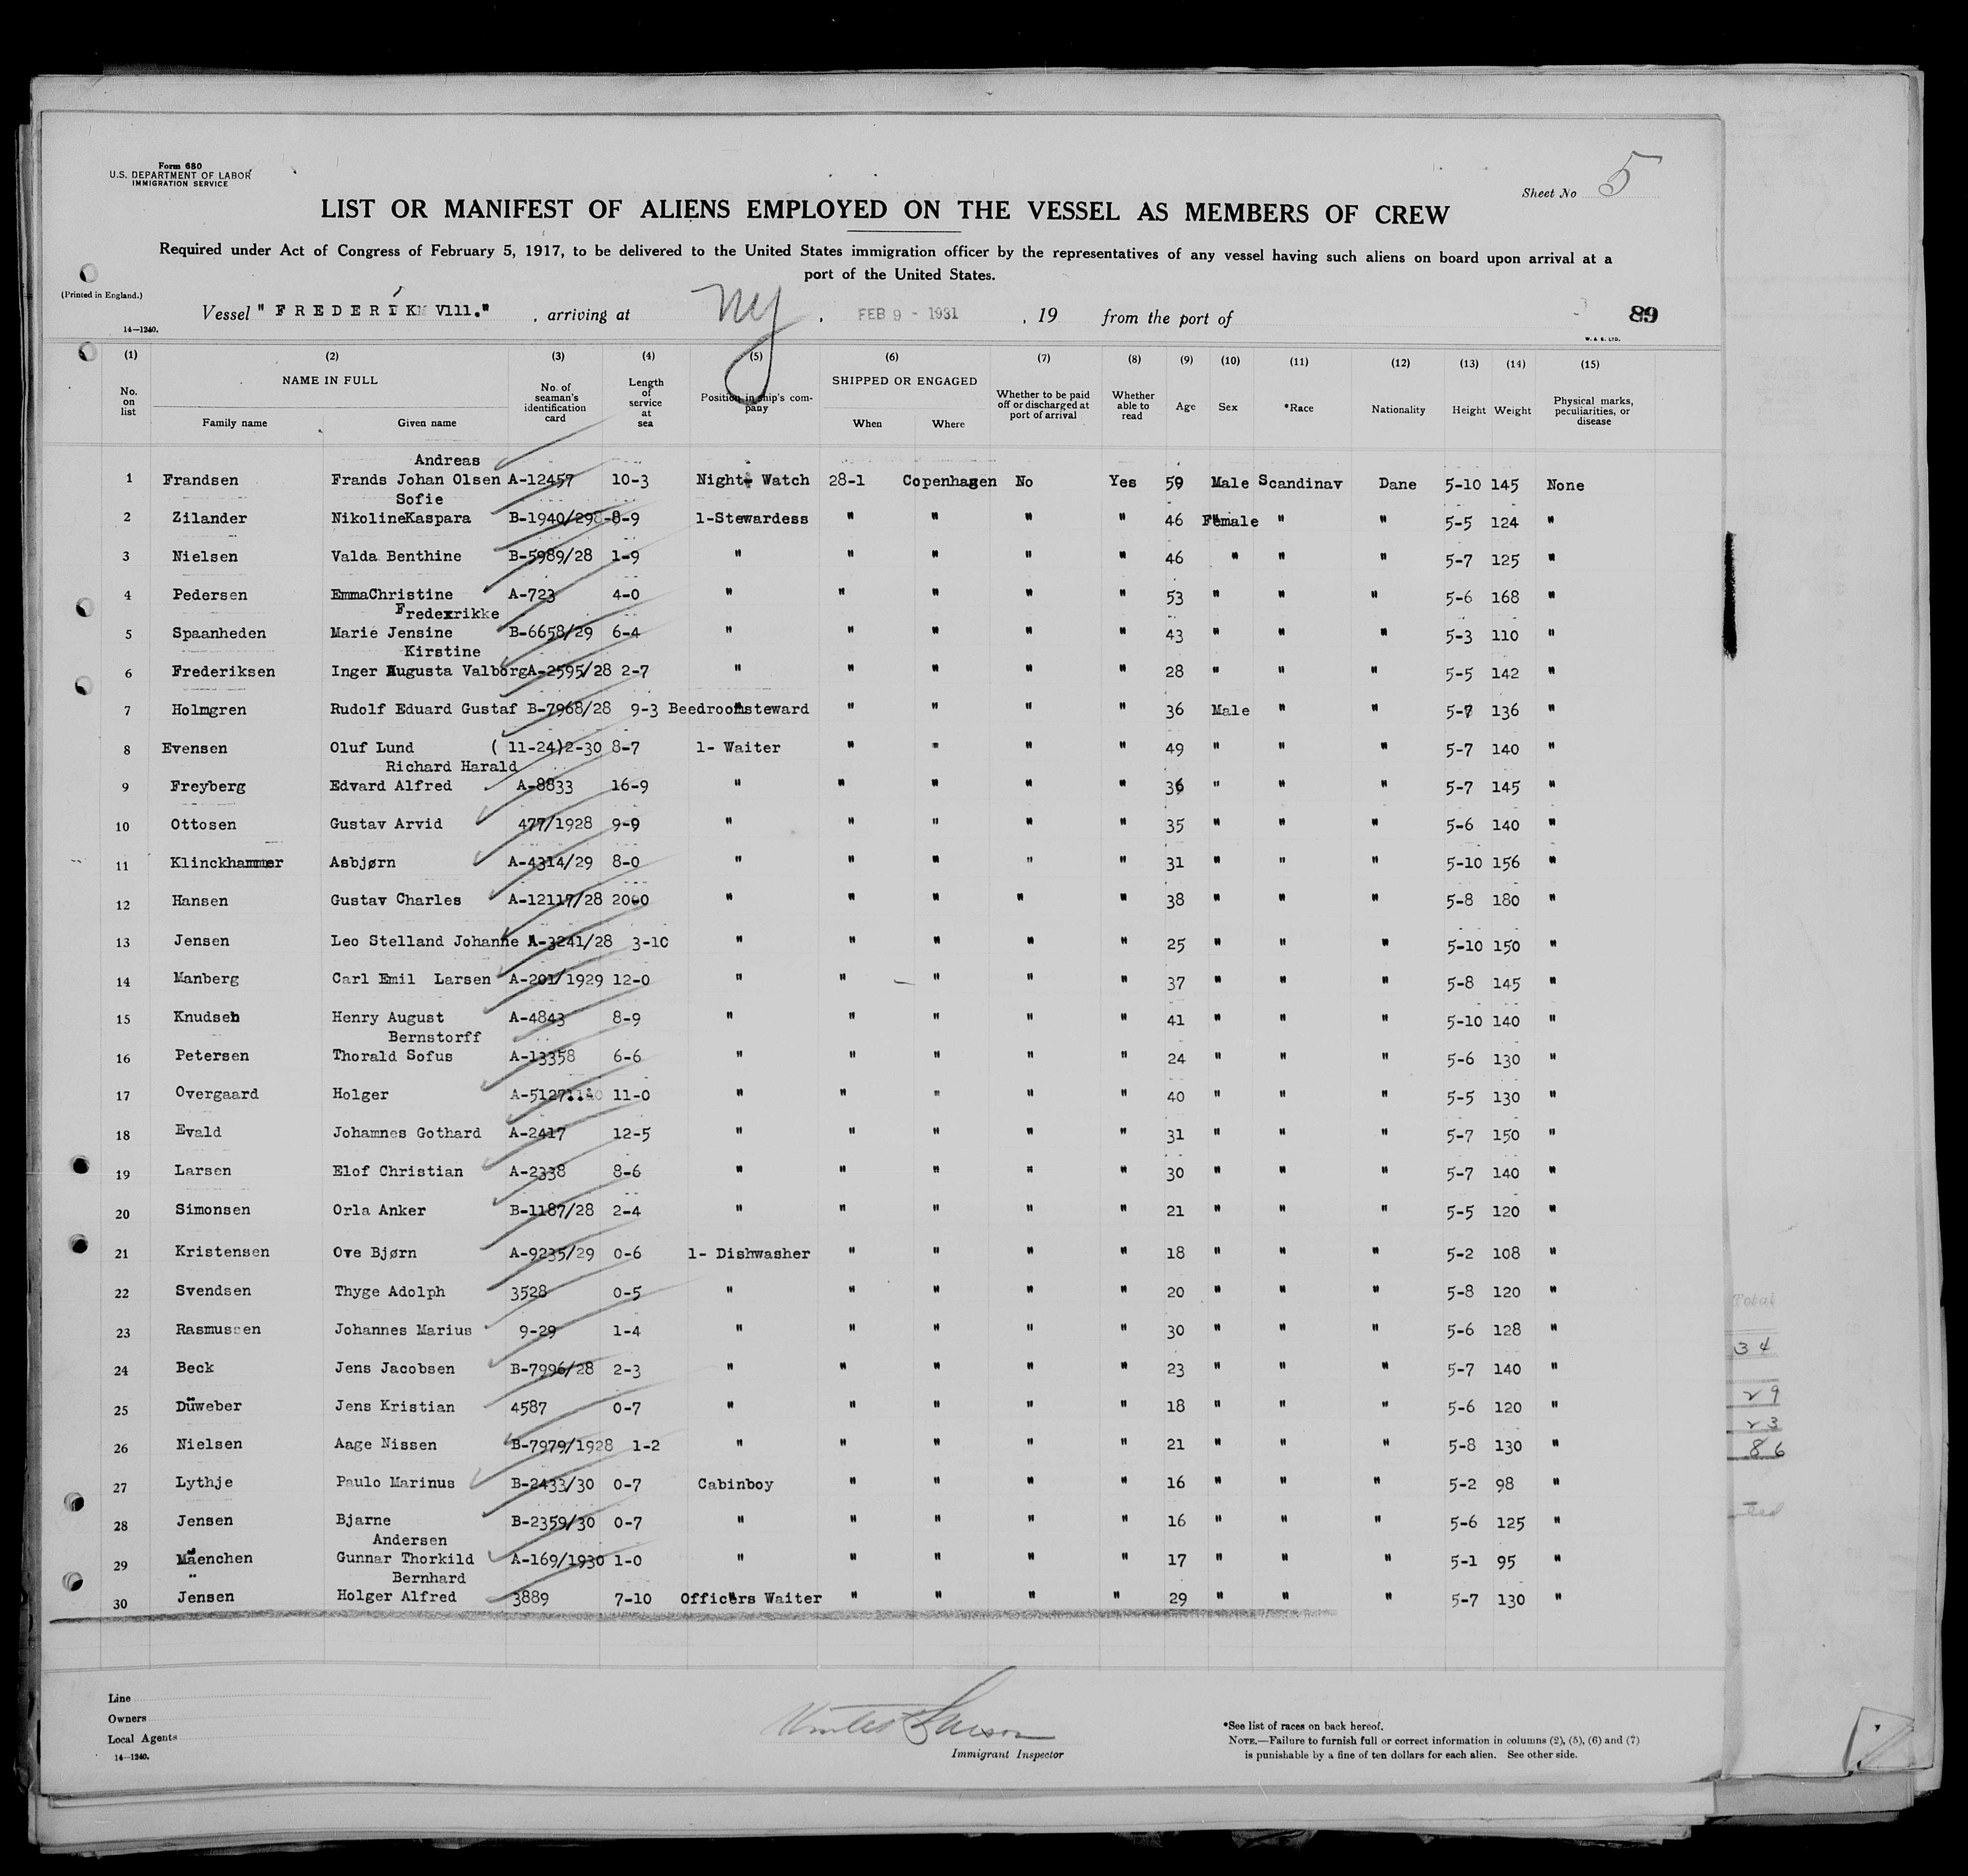 Form 680
U.S. DEPARTMENT OF LABOR
IMMIGRATION SERVICE
Sheet No 5
LIST OR MANIFEST OF ALIENS EMPLOYED ON THE VESSEL AS MEMBERS OF CREW
Required under Act of Congress of February 5, 1917, to be delivered to the United States immigration officer by the representatives of any vessel having such aliens on board upon arrival at a
port of the United States.
(Printed in England.)
Vessel " FREDERIK Vlll." , arriving at NY , FEB 9 - 1931 , 19 from the port of 89
14—1240.
W. & S. LTD.
(1) (2) (3) (4) (5) (6) (7) (8) (9) (10) (11) (12) (13) (14) (15)
No. on list NAME IN FULL Family name Given name No. of seaman's identification card Length of service at sea Position in ship's company SHIPPED OR ENGAGED When Where Whether to be paid off or discharged at port of arrival Whether able to read Age Sex *Race Nationality Height Weight Physical marks, peculiarities, or disease
Andreas
1 Frandsen Frands Johan Olsen A-12457 10-3 Night- Watch 28-1 Copenhagen No Yes 59 Male Scandinav Dane 5-10 145 None
Sofie
2 Zilander NikolineKaspara B-1940/298-8-9 1-Stewardess " " " " 46 Female " " 5-5 124 "
3 Nielsen Valda Benthine B-5989/28 1-9 " " " " " 46 " " " 5-7 125 "
4 Pedersen EmmaChristine A-723 4-0 " " " " " 53 " " " 5-6 168 "
Frederrikke
5 Spaanheden Marie Jensine B-6658/29 6-4 " " " " " 43 " " " 5-3 110 "
Kirstine
6 Frederiksen Inger Augusta Valborg A-2595/28 2-7 " " " " " 28 " " " 5-5 142 "
7 Holmgren Rudolf Eduard Gustaf B-7968/28 9-3 Beedroomsteward " " " " 36 Male " " 5-7 136 "
8 Evensen Oluf Lund ( 11-24)2-30 8-7 1- Waiter " " " " 49 " " " 5-7 140 "
Richard Harald
9 Freyberg Edvard Alfred A-8833 16-9 " " " " " 36 " " " 5-7 145 "
10 Ottosen Gustav Arvid 477/1928 9-9 " " " " " 35 " " " 5-6 140 "
11 Klinckhammer Asbjørn A-4314/29 8-0 " " " " " 31 " " " 5-10 156 "
12 Hansen Gustav Charles A-12117/28 20-0 " " " " " 38 " " " 5-8 180 "
13 Jensen Leo Stelland Johanne A-3241/28 3-10 " " " " " 25 " " " 5-10 150 "
14 Manberg Carl Emil Larsen A-201/1929 12-0 " " " " " 37 " " " 5-8 145 "
15 Knudsen Henry August A-4843 8-9 " " " " " 41 " " " 5-10 140 "
Bernstorff
16 Petersen Thorald Sofus A-13358 6-6 " " " " " 24 " " " 5-6 130 "
17 Overgaard Holger A-5127 11-0 " " " " " 40 " " " 5-5 130 "
18 Evald Johamnes Gothard A-2417 12-5 " " " " " 31 " " " 5-7 150 "
19 Larsen Elof Christian A-2338 8-6 " " " " " 30 " " " 5-7 140 "
20 Simonsen Orla Anker B-1187/28 2-4 " " " " " 21 " " " 5-5 120 "
21 Kristensen Ove Bjørn A-9235/29 0-6 1- Dishwasher " " " " 18 " " " 5-2 108 "
22 Svendsen Thyge Adolph 3528 0-5 " " " " " 20 " " " 5-8 120 "
23 Rasmussen Johannes Marius 9-29 1-4 " " " " " 30 " " " 5-6 128 "
24 Beck Jens Jacobsen B-7996/28 2-3 " " " " " 23 " " " 5-7 140 "
25 Düweber Jens Kristian 4587 0-7 " " " " " 18 " " " 5-6 120 "
26 Nielsen Aage Nissen B-7979/1928 1-2 " " " " " 21 " " " 5-8 130 "
27 Lythje Paulo Marinus B-2433/30 0-7 Cabinboy " " " " 16 " " " 5-2 98 "
28 Jensen Bjarne B-2359/30 0-7 " " " " " 16 " " " 5-6 125 "
Andersen
29 Mäenchen Gunnar Thorkild A-169/1930 1-0 " " " " " 17 " " " 5-1 95 "
Bernhard
30 Jensen Holger Alfred 3889 7-10 Officers Waiter " " " " 29 " " " 5-7 130 "
Total
34
29
23
86
Line
Owners
Local Agents
14—1240.
Immigrant Inspector
*See list of races on back hereof.
NOTE.—Failure to furnish full or correct information in columns (2), (5), (6) and (7)
is punishable by a fine of ten dollars for each alien. See other side.